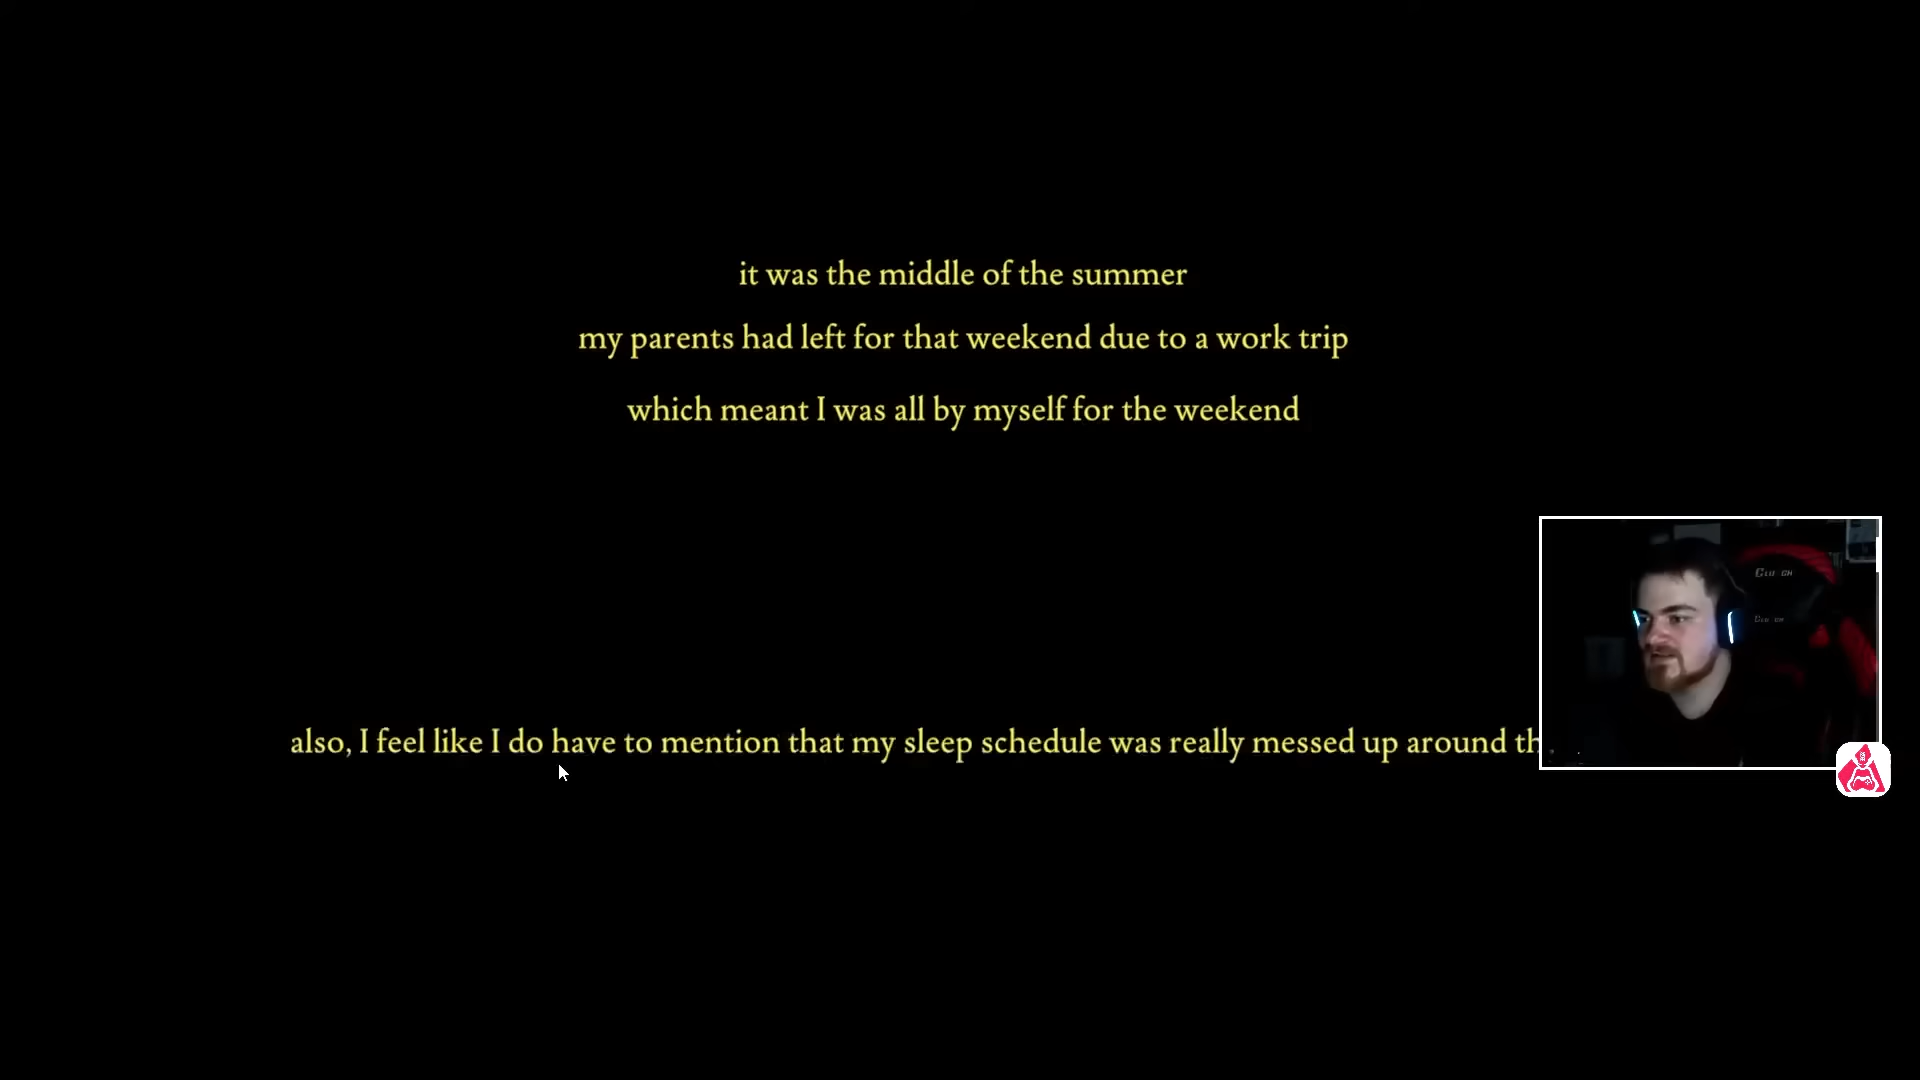 it was the middle of the summer
my parents had left for that weekend due to a work trip
which meant I was all by myself for the weekend
also, I feel like I do have to mention that my sleep schedule was really messed up around